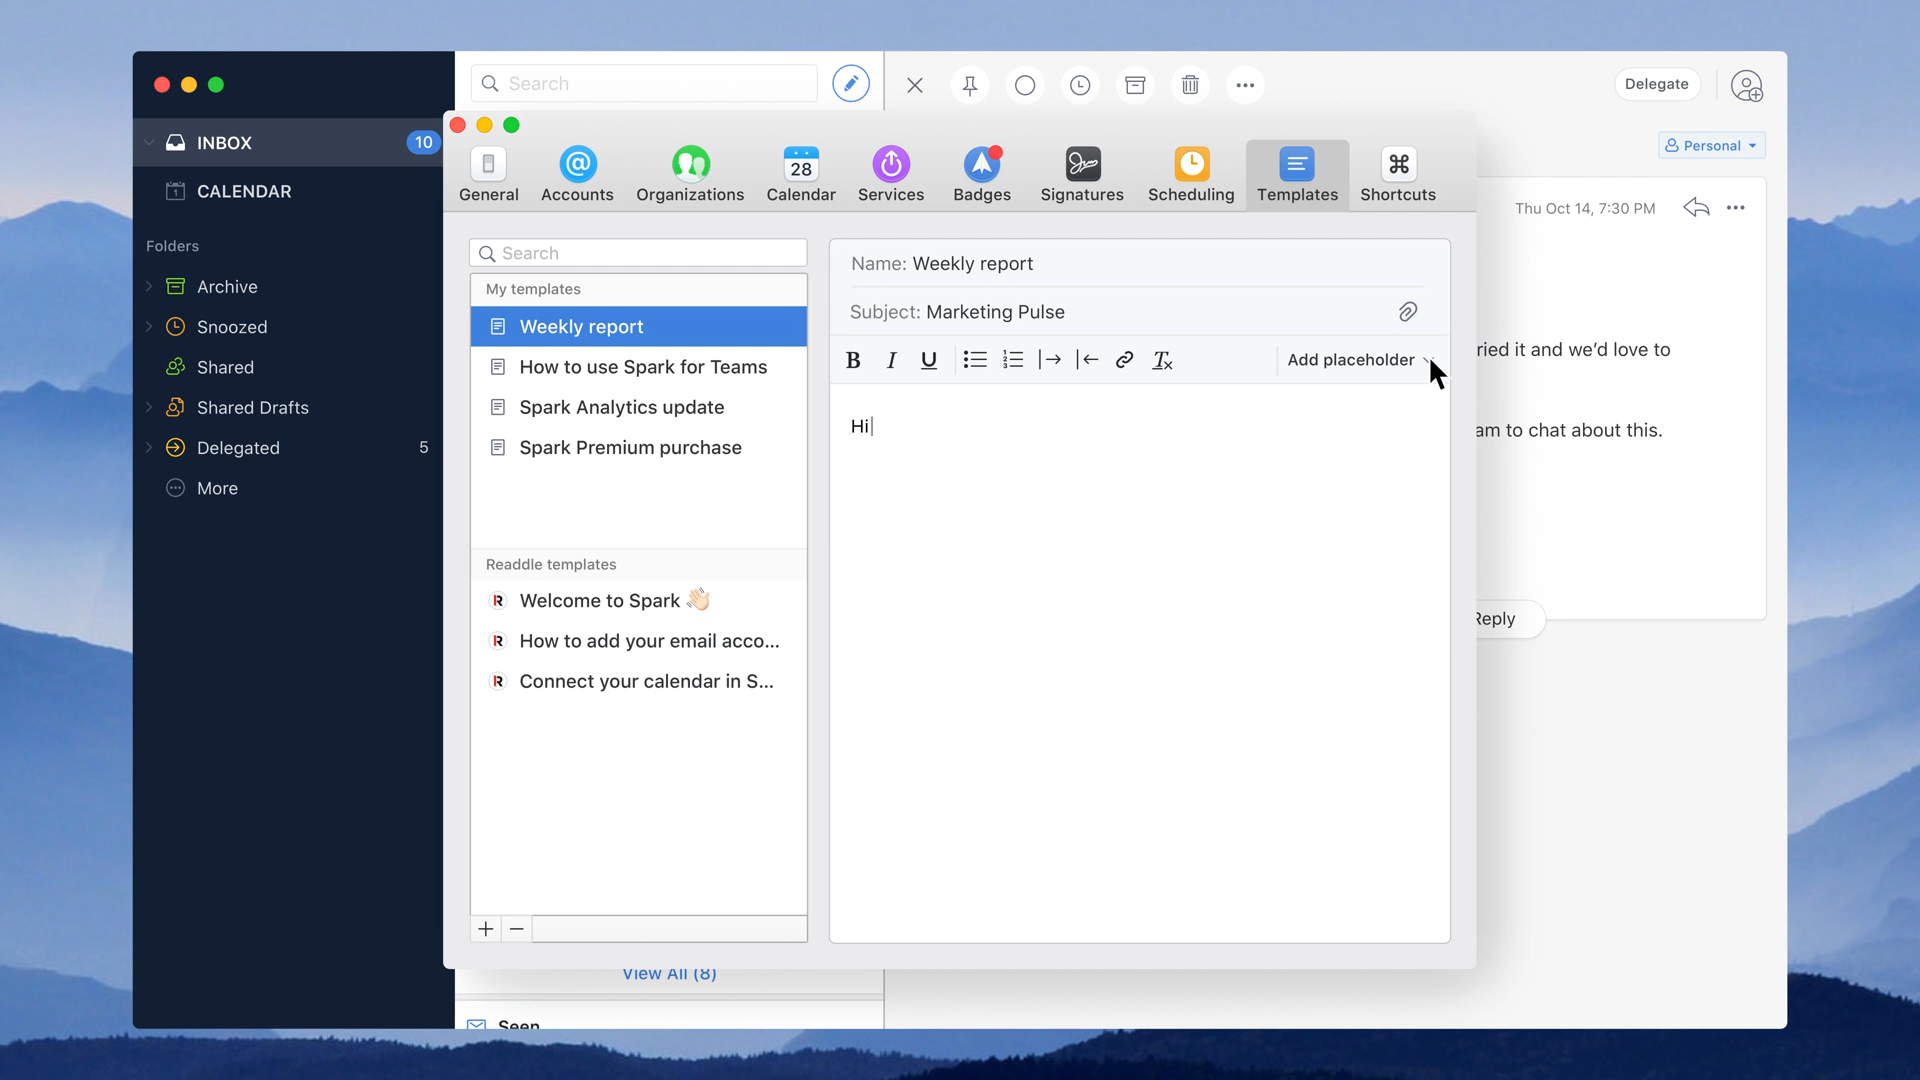 Search
Delegate
INBOX
10
CALENDAR
Personal
General
Accounts
Organizations
28
Calendar
Services
Badges
Signatures
Scheduling
Templates
Shortcuts
Thu Oct 14, 7:30 PM
Folders
Archive
Snoozed
Shared
Shared Drafts
Delegated
5
More
Search
My templates
Weekly report
How to use Spark for Teams
Spark Analytics update
Spark Premium purchase
Readdle templates
Welcome to Spark 👋🏻
How to add your email acco...
Connect your calendar in S...
Name: Weekly report
Subject: Marketing Pulse
B I U
Add placeholder
Hi
ried it and we'd love to
am to chat about this.
Reply
View All (8)
Seen